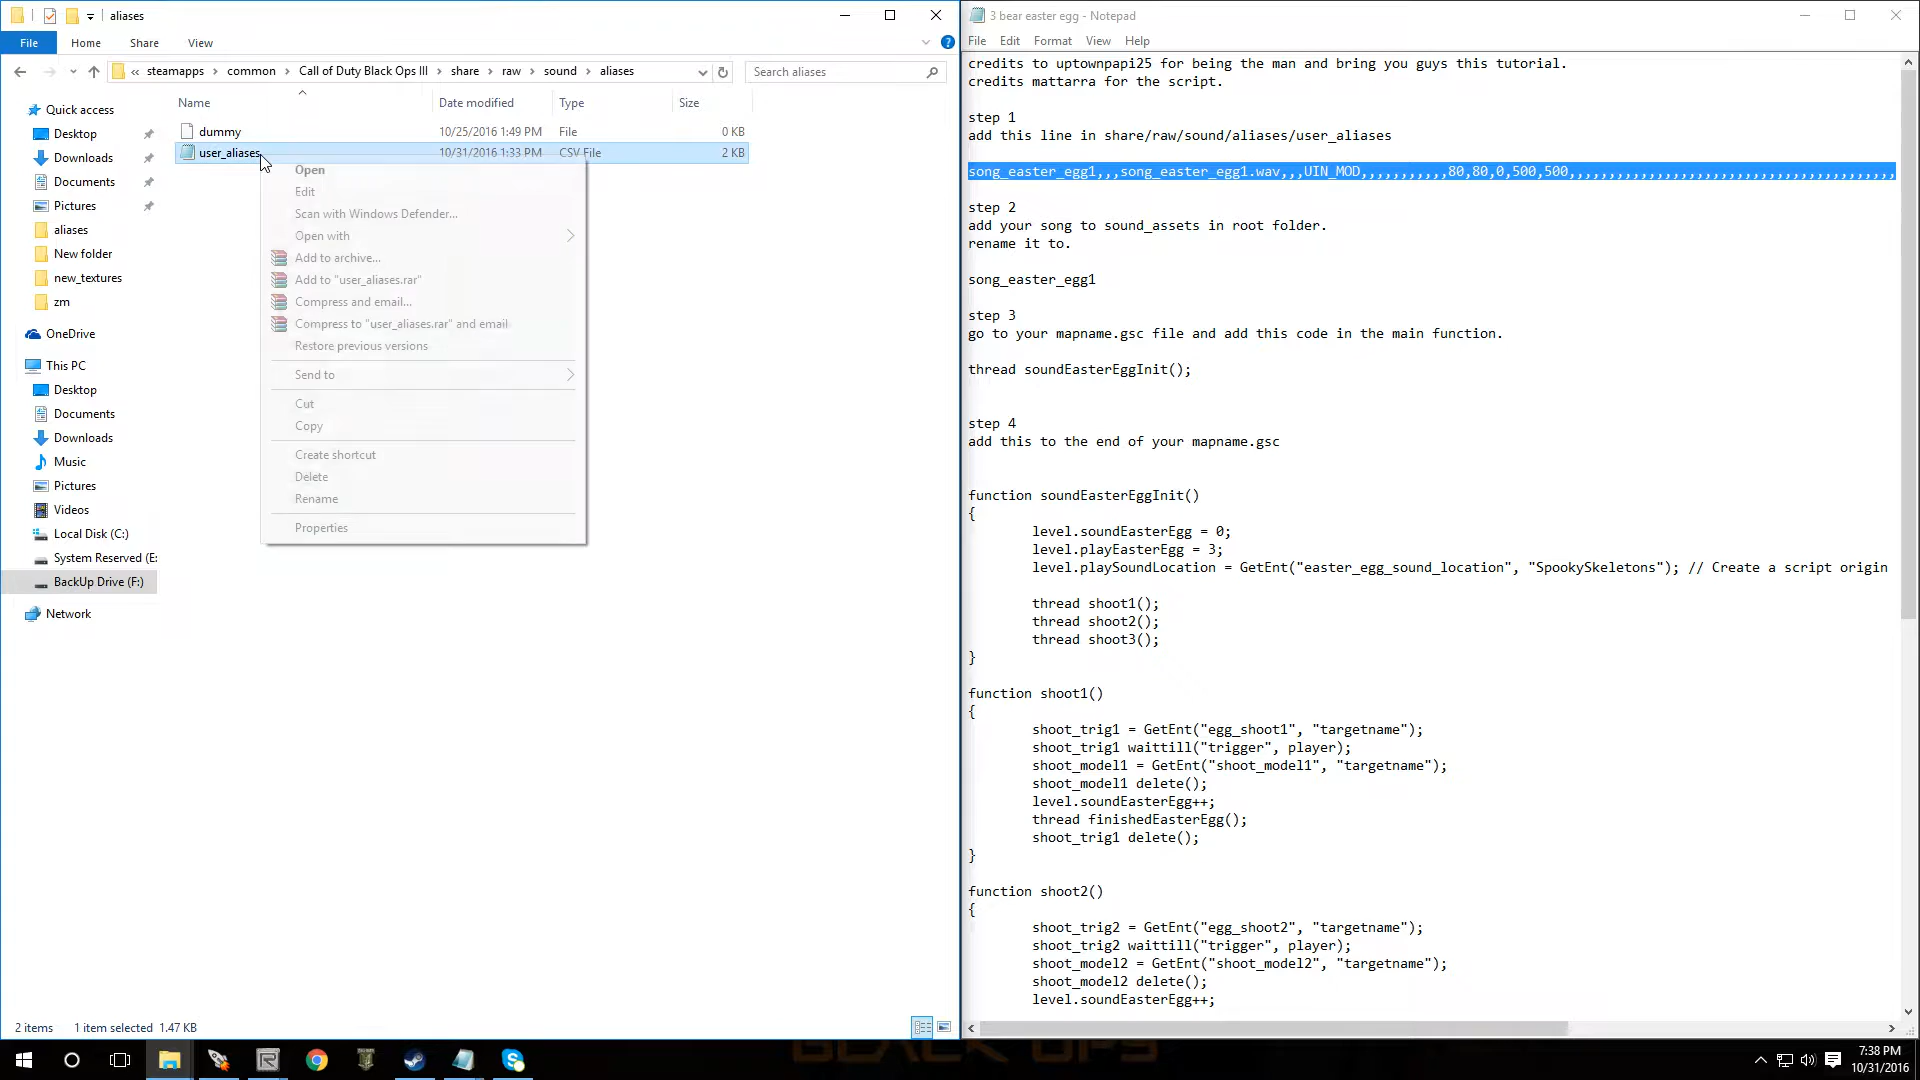 aliases
File
Home
Share
View
steamapps
common
Call of Duty Black Ops III
share
raw
sound
aliases
Search aliases
Name
Date modified
Type
Size
dummy
10/25/2016 1:49 PM
File
0 KB
user_aliases
10/31/2016 1:33 PM
CSV File
2 KB
Open
Edit
Scan with Windows Defender...
Open with
Add to archive...
Add to "user_aliases.rar"
Compress and email...
Compress to "user_aliases.rar" and email
Restore previous versions
Send to
Cut
Copy
Create shortcut
Delete
Rename
Properties
Quick access
Desktop
Downloads
Documents
Pictures
aliases
New folder
new_textures
zm
OneDrive
This PC
Desktop
Documents
Downloads
Music
Pictures
Videos
Local Disk (C:)
System Reserved (E:
BackUp Drive (F:)
Network
2 items
1 item selected 1.47 KB
3 bear easter egg - Notepad
File Edit Format View Help
credits to uptownpapi25 for being the man and bring you guys this tutorial.
credits mattarra for the script.
step 1
add this line in share/raw/sound/aliases/user_aliases
song_easter_egg1,,,song_easter_egg1.wav,,,UIN_MOD,,,,,,,,,,,80,80,0,500,500,,,,,,,,,,,,,,,,,,,,,,,,,,,,,,,,,,,,,,,,,
step 2
add your song to sound_assets in root folder.
rename it to.
song_easter_egg1
step 3
go to your mapname.gsc file and add this code in the main function.
thread soundEasterEggInit();
step 4
add this to the end of your mapname.gsc
function soundEasterEggInit()
{
level.soundEasterEgg = 0;
level.playEasterEgg = 3;
level.playSoundLocation = GetEnt("easter_egg_sound_location", "SpookySkeletons"); // Create a script origin
thread shoot1();
thread shoot2();
thread shoot3();
}
function shoot1()
{
shoot_trig1 = GetEnt("egg_shoot1", "targetname");
shoot_trig1 waittill("trigger", player);
shoot_model1 = GetEnt("shoot_model1", "targetname");
shoot_model1 delete();
level.soundEasterEgg++;
thread finishedEasterEgg();
shoot_trig1 delete();
}
function shoot2()
{
shoot_trig2 = GetEnt("egg_shoot2", "targetname");
shoot_trig2 waittill("trigger", player);
shoot_model2 = GetEnt("shoot_model2", "targetname");
shoot_model2 delete();
level.soundEasterEgg++;
7:38 PM
10/31/2016